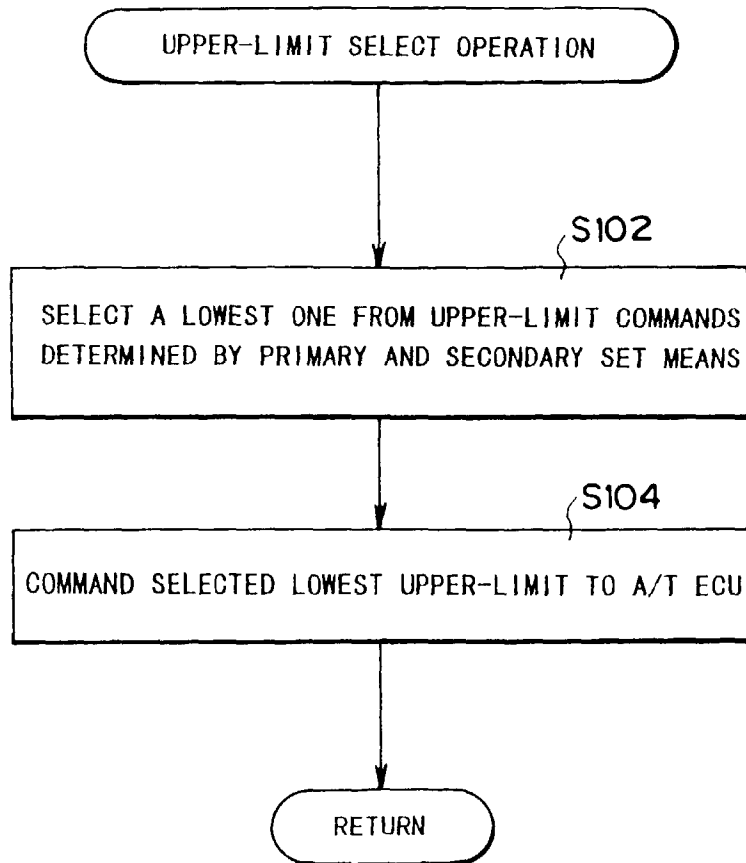 UPPER-LIMIT SELECT OPERATION
S102
SELECT A LOWEST ONE FROM UPPER-LIMIT COMMANDS
DETERMINED BY PRIMARY AND SECONDARY SET MEANS
S104
COMMAND SELECTED LOWEST UPPER-LIMIT TO A/T ECU
RETURN